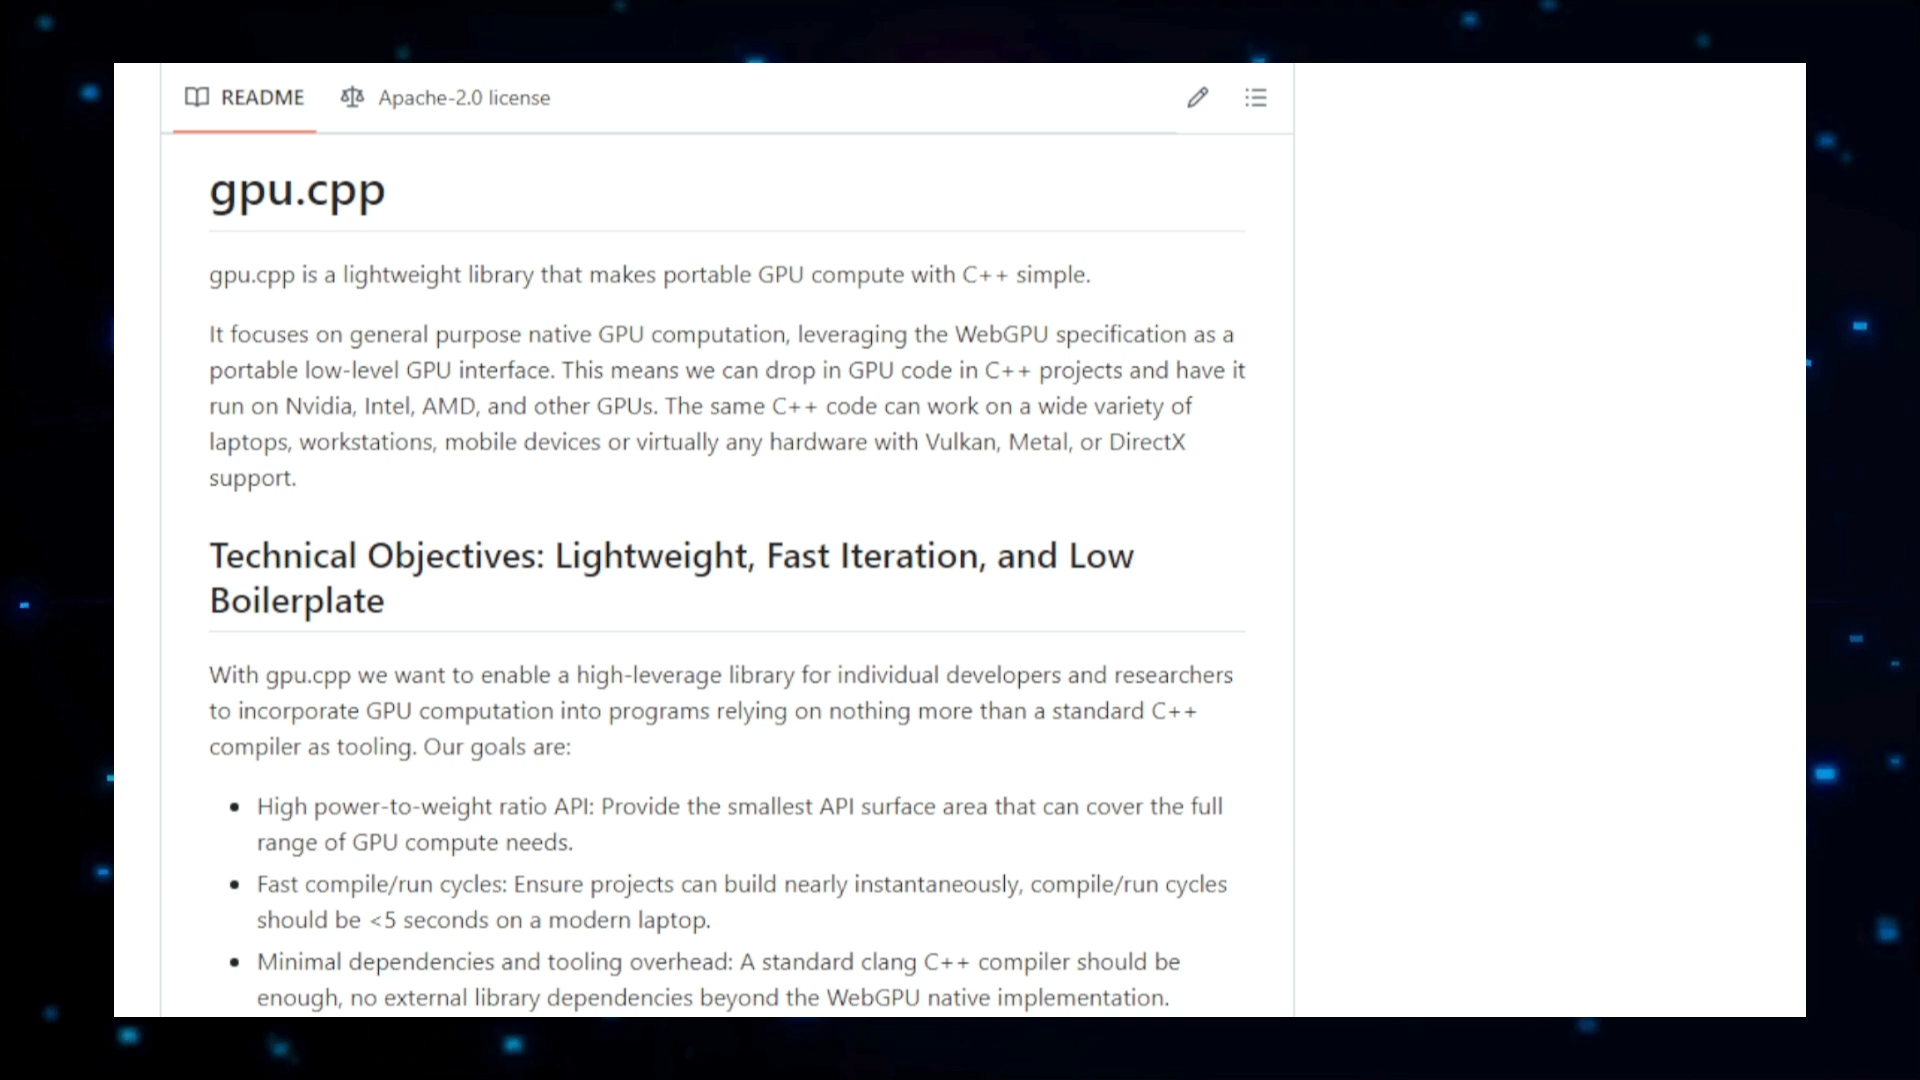 README
Apache-2.0 license
gpu.cpp
gpu.cpp is a lightweight library that makes portable GPU compute with C++ simple.
It focuses on general purpose native GPU computation, leveraging the WebGPU specification as a
portable low-level GPU interface. This means we can drop in GPU code in C++ projects and have it
run on Nvidia, Intel, AMD, and other GPUs. The same C++ code can work on a wide variety of
laptops, workstations, mobile devices or virtually any hardware with Vulkan, Metal, or DirectX
support.
Technical Objectives: Lightweight, Fast Iteration, and Low
Boilerplate
With gpu.cpp we want to enable a high-leverage library for individual developers and researchers
to incorporate GPU computation into programs relying on nothing more than a standard C++
compiler as tooling. Our goals are:
• High power-to-weight ratio API: Provide the smallest API surface area that can cover the full
range of GPU compute needs.
• Fast compile/run cycles: Ensure projects can build nearly instantaneously, compile/run cycles
should be <5 seconds on a modern laptop.
• Minimal dependencies and tooling overhead: A standard clang C++ compiler should be
enough, no external library dependencies beyond the WebGPU native implementation.